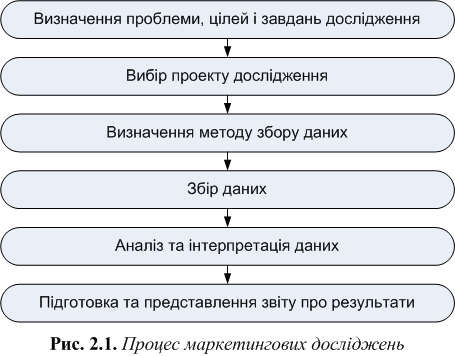 Визначення проблеми, цілей і завдань дослідження
Вибір проекту дослідження
Визначення методу збору даних
Збір даних
Аналіз та інтерпретація даних
Підготовка та представлення звіту про результати
Рис. 2.1. Процес маркетингових досліджень